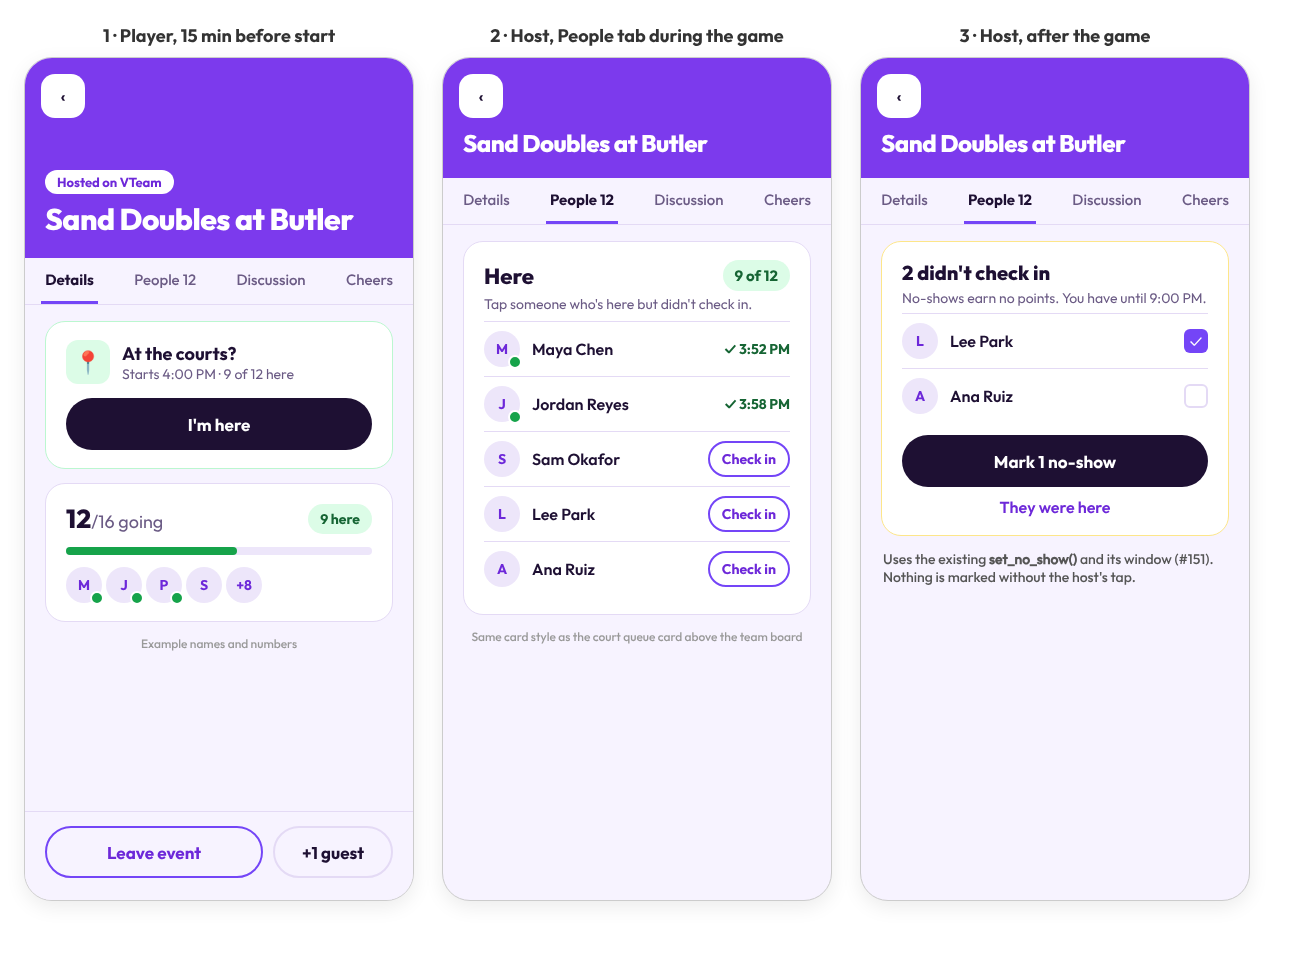 1 · Player, 15 min before start
‹
Hosted on VTeam
Sand Doubles at Butler
Details People 12 Discussion Cheers
At the courts?
Starts 4:00 PM · 9 of 12 here
I'm here
12/16 going
9 here
M J P S +8
Example names and numbers
Leave event
+1 guest
2 · Host, People tab during the game
‹
Sand Doubles at Butler
Details People 12 Discussion Cheers
Here
9 of 12
Tap someone who's here but didn't check in.
M Maya Chen ✓ 3:52 PM
J Jordan Reyes ✓ 3:58 PM
S Sam Okafor Check in
L Lee Park Check in
A Ana Ruiz Check in
Same card style as the court queue card above the team board
3 · Host, after the game
‹
Sand Doubles at Butler
Details People 12 Discussion Cheers
2 didn't check in
No-shows earn no points. You have until 9:00 PM.
L Lee Park
A Ana Ruiz
Mark 1 no-show
They were here
Uses the existing set_no_show() and its window (#151).
Nothing is marked without the host's tap.